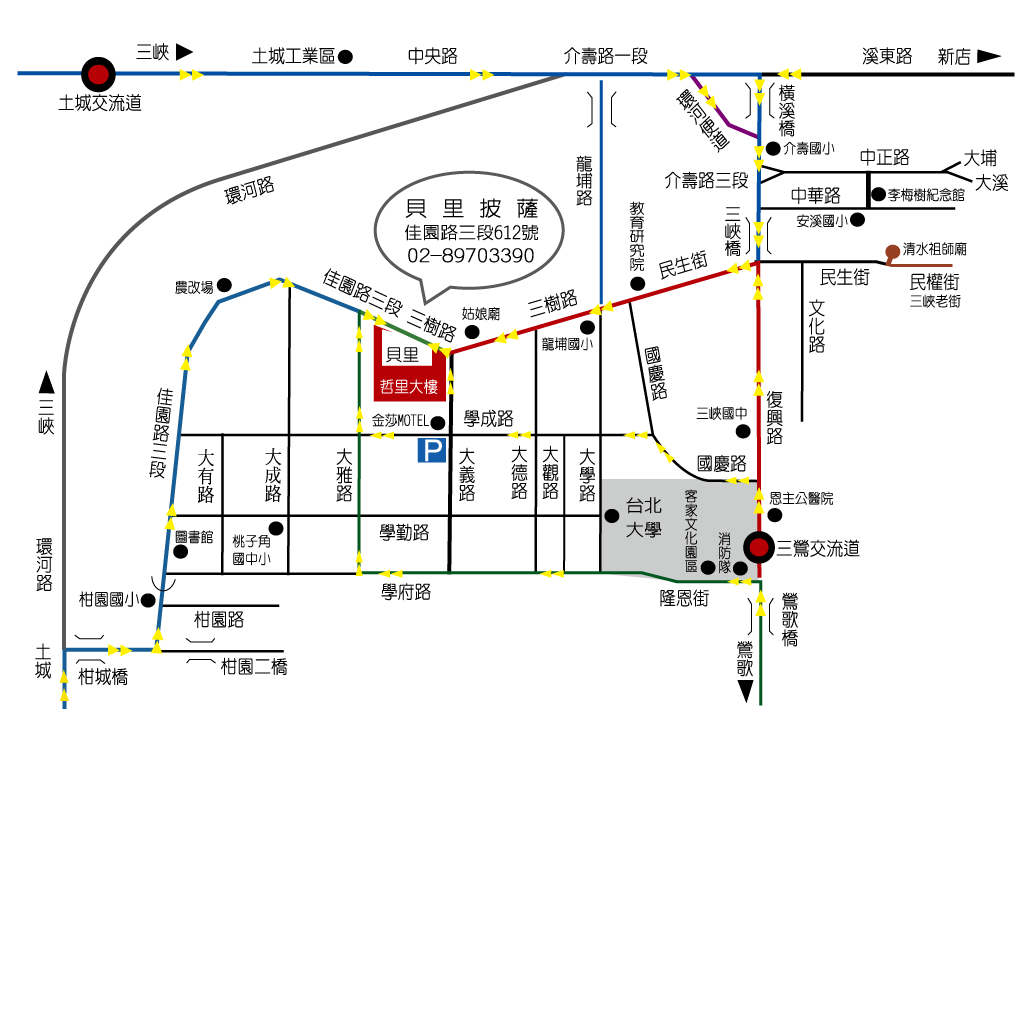 三峽
土城工業區
中央路
介壽路一段
溪東路
新店
土城交流道
橫溪橋
環河便道
介壽國小
中正路
大埔
大溪
龍埔路
介壽路三段
中華路
李梅樹紀念館
環河路
貝里披薩
佳園路三段612號
02-89703390
教育研究院
三峽橋
安溪國小
清水祖師廟
民生街
民生街
民權街
三峽老街
農改場
佳園路三段
三樹路
姑娘廟
三樹路
龍埔國小
文化路
貝里
哲里大樓
國慶路
三峽
佳園路三段
金莎MOTEL
學成路
三峽國中
復興路
P
大有路
大成路
大雅路
大義路
大德路
大觀路
大學路
國慶路
台北
大學
客家文化園區
恩主公醫院
圖書館
桃子角
國中小
學勤路
消防隊
三鶯交流道
環河路
柑園國小
學府路
隆恩街
柑園路
鶯歌橋
土城
柑城橋
柑園二橋
鶯歌